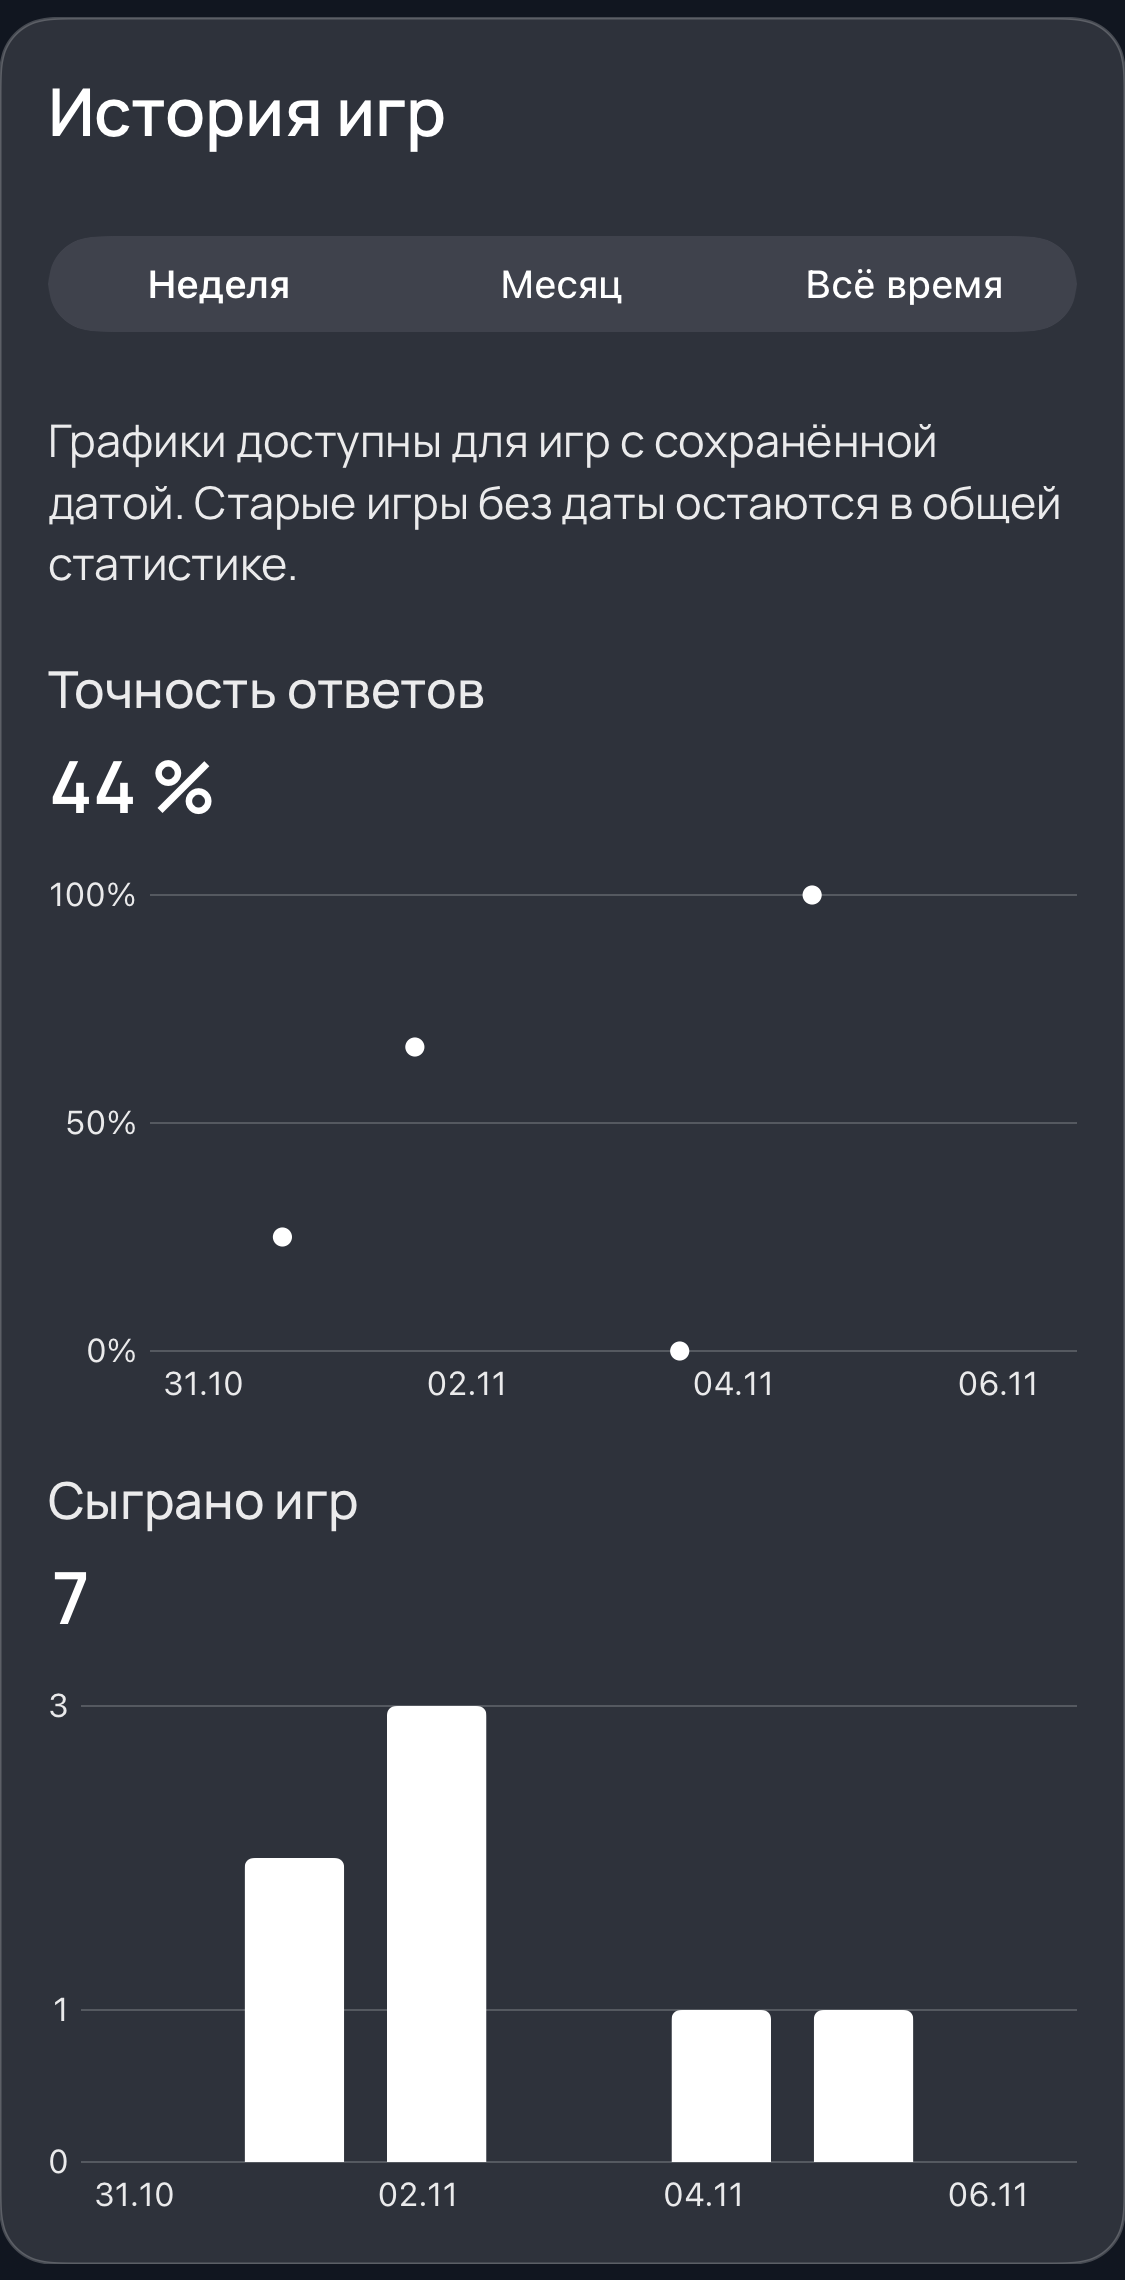 История игр
Неделя Месяц Всё время
Графики доступны для игр с сохранённой
датой. Старые игры без даты остаются в общей
статистике.
Точность ответов
44 %
100%
50%
0%
31.10 02.11 04.11 06.11
Сыграно игр
7
3
1
0
31.10 02.11 04.11 06.11